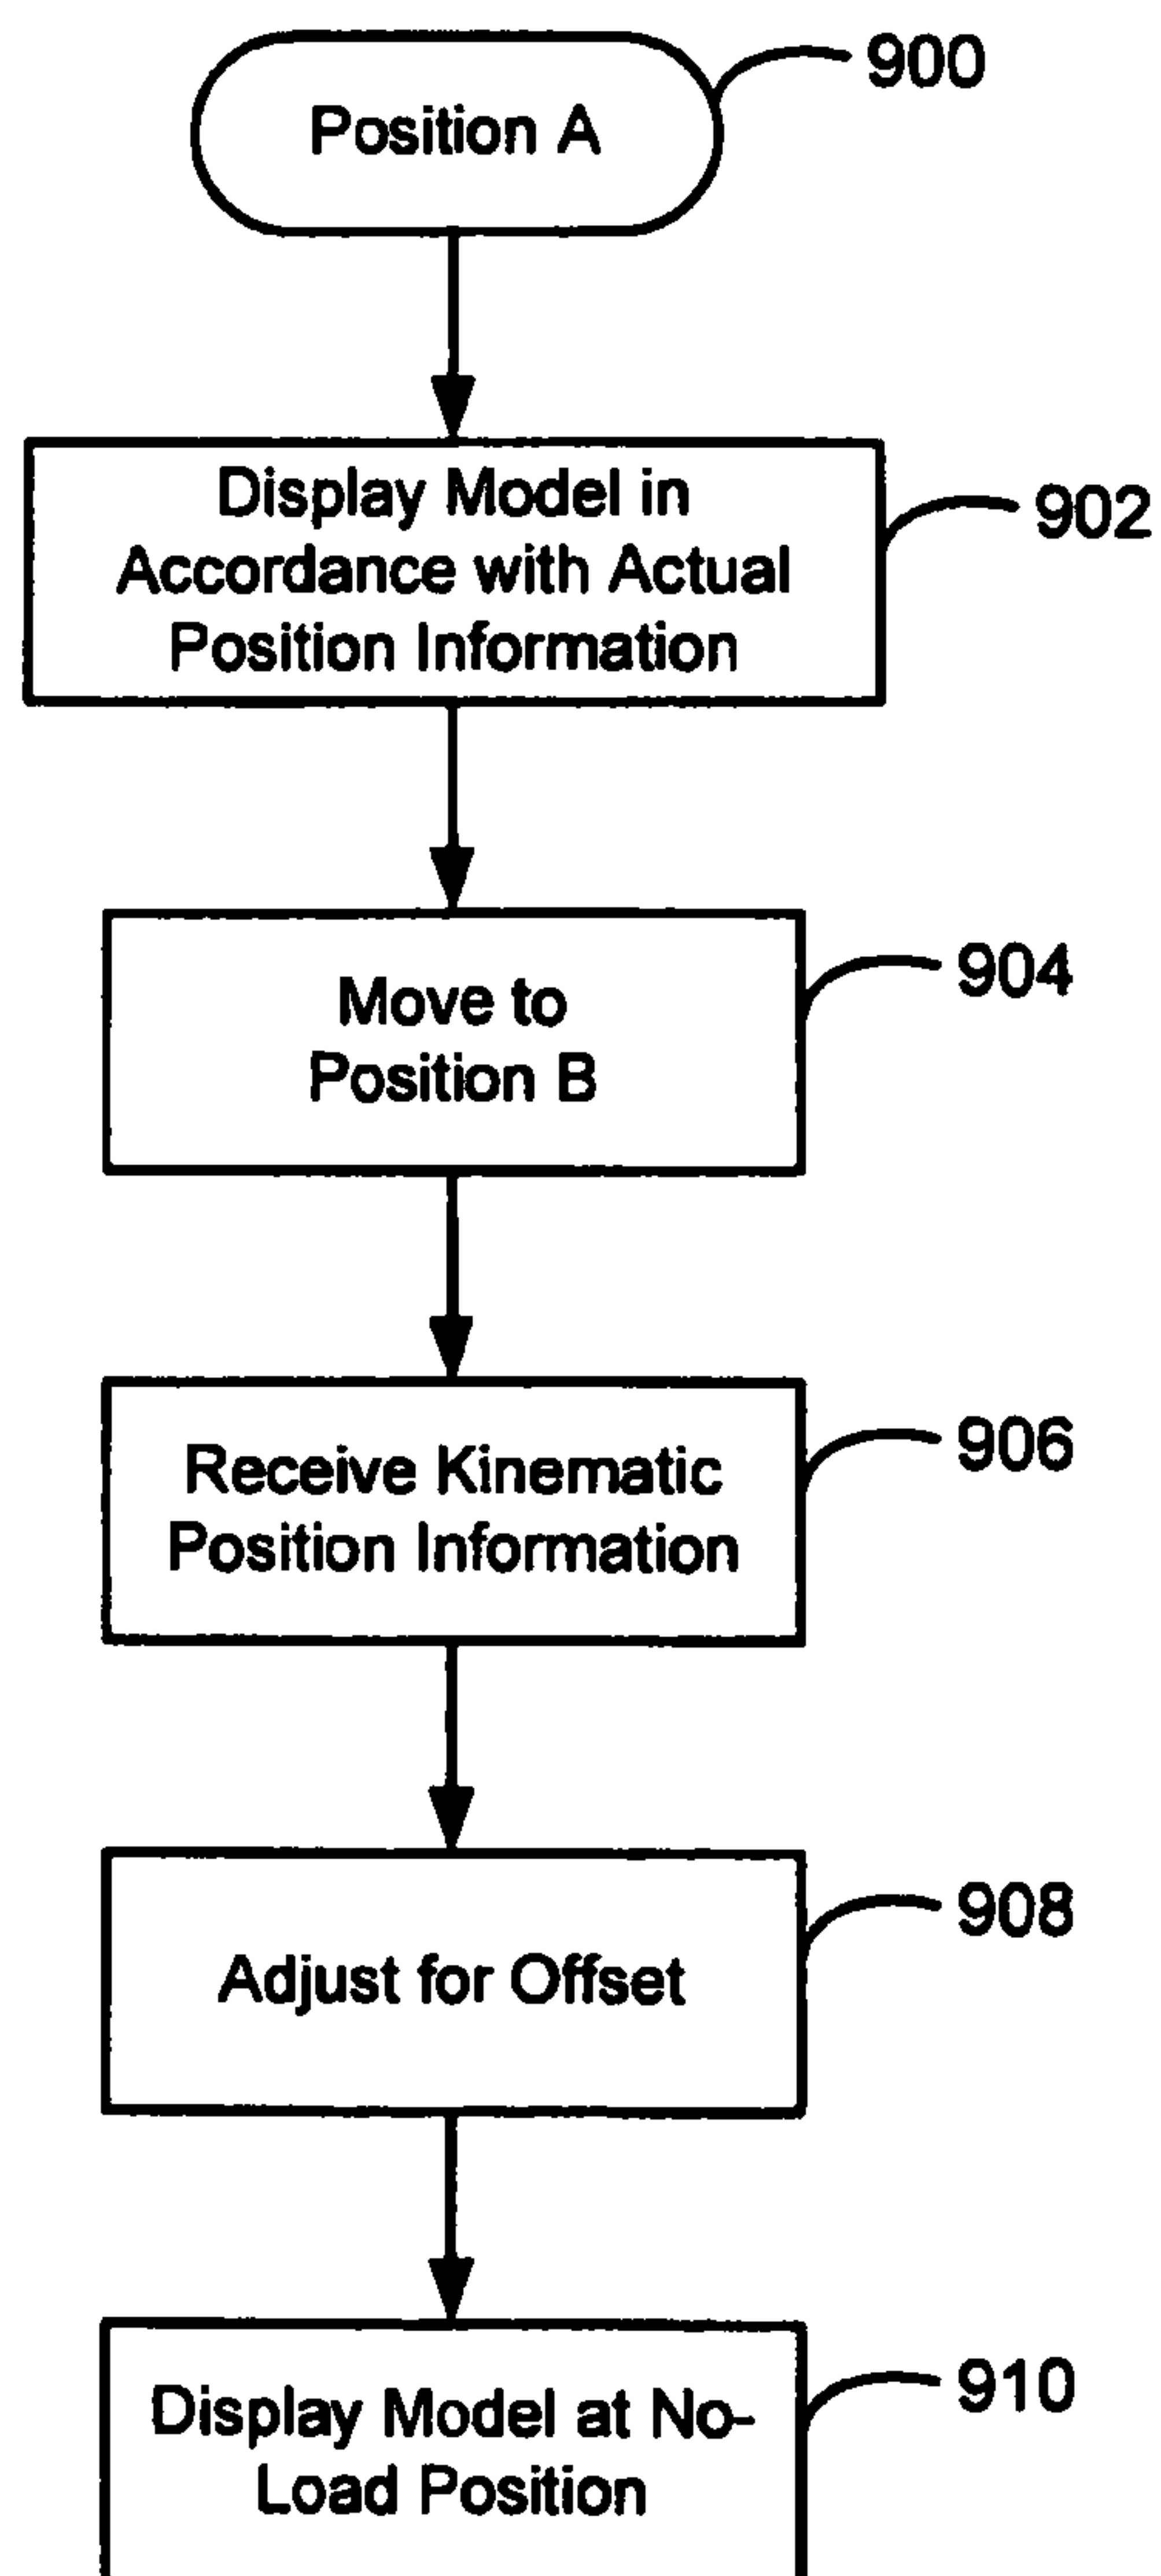 900
Position A
Display Model in
Accordance with Actual
Position Information
902
Move to
Position B
904
Receive Kinematic
Position Information
906
Adjust for Offset
908
Display Model at No-
Load Position
910